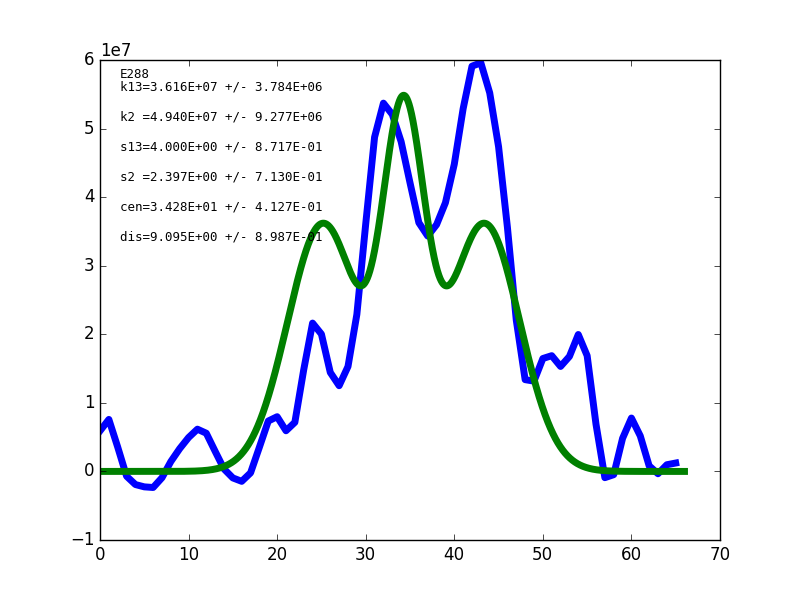 1e7
E288
k13=3.616E+07 +/- 3.784E+06
k2 =4.940E+07 +/- 9.277E+06
s13=4.000E+00 +/- 8.717E-01
s2 =2.397E+00 +/- 7.130E-01
cen=3.428E+01 +/- 4.127E-01
dis=9.095E+00 +/- 8.987E-01
6
5
4
3
2
1
0
−1
0 10 20 30 40 50 60 70